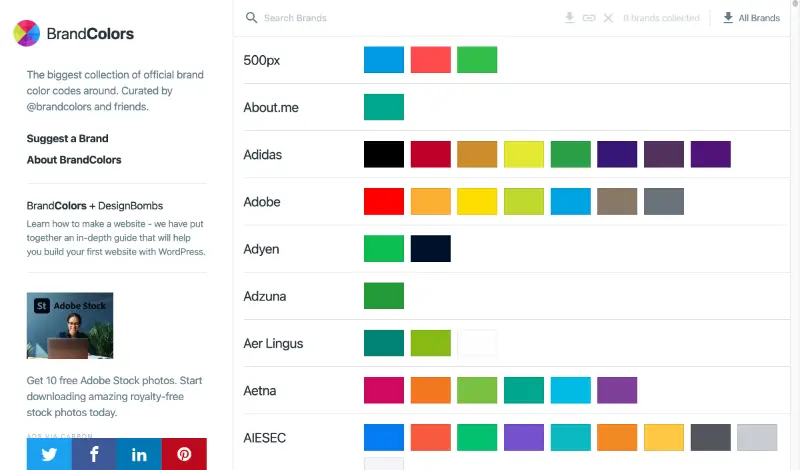 BrandColors
The biggest collection of official brand
color codes around. Curated by
@brandcolors and friends.
Suggest a Brand
About BrandColors
BrandColors + DesignBombs
Learn how to make a website - we have put
together an in-depth guide that will help
you build your first website with WordPress.
St Adobe Stock
Get 10 free Adobe Stock photos. Start
downloading amazing royalty-free
stock photos today.
ADS VIA CARBON
f
in
Search Brands
0 brands collected
All Brands
500px
About.me
Adidas
Adobe
Adyen
Adzuna
Aer Lingus
Aetna
AIESEC